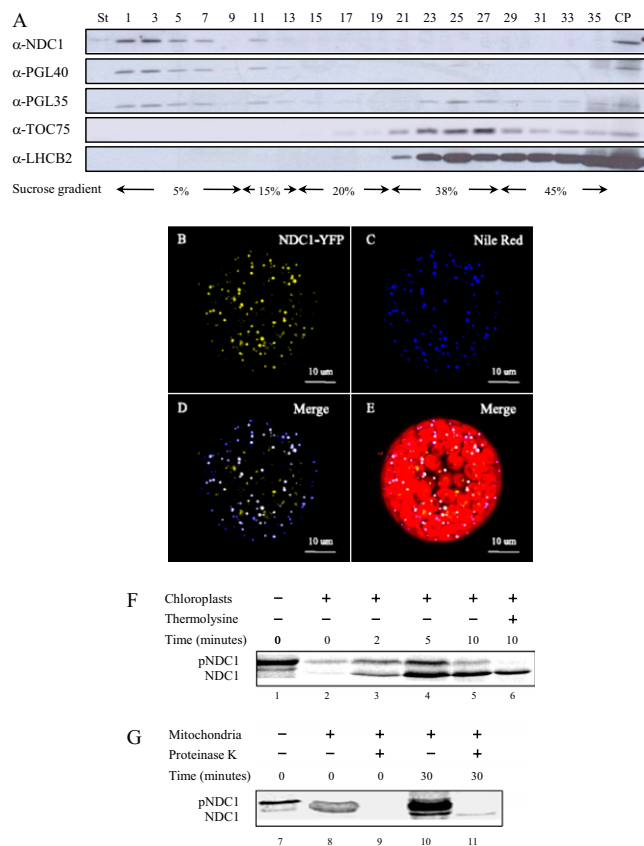 A St 1 3 5 7 9 11 13 15 17 19 21 23 25 27 29 31 33 35 CP
α-NDC1
α-PGL40
α-PGL35
α-TOC75
α-LHCB2
Sucrose gradient 5% 15% 20% 38% 45%
B NDC1-YFP
10 um
C Nile Red
10 um
D Merge
10 um
E Merge
10 um
F Chloroplasts − + + + + +
Thermolysine − − − − − +
Time (minutes) 0 0 2 5 10 10
pNDC1
NDC1
1 2 3 4 5 6
G Mitochondria − + + + +
Proteinase K − − + − +
Time (minutes) 0 0 0 30 30
pNDC1
NDC1
7 8 9 10 11